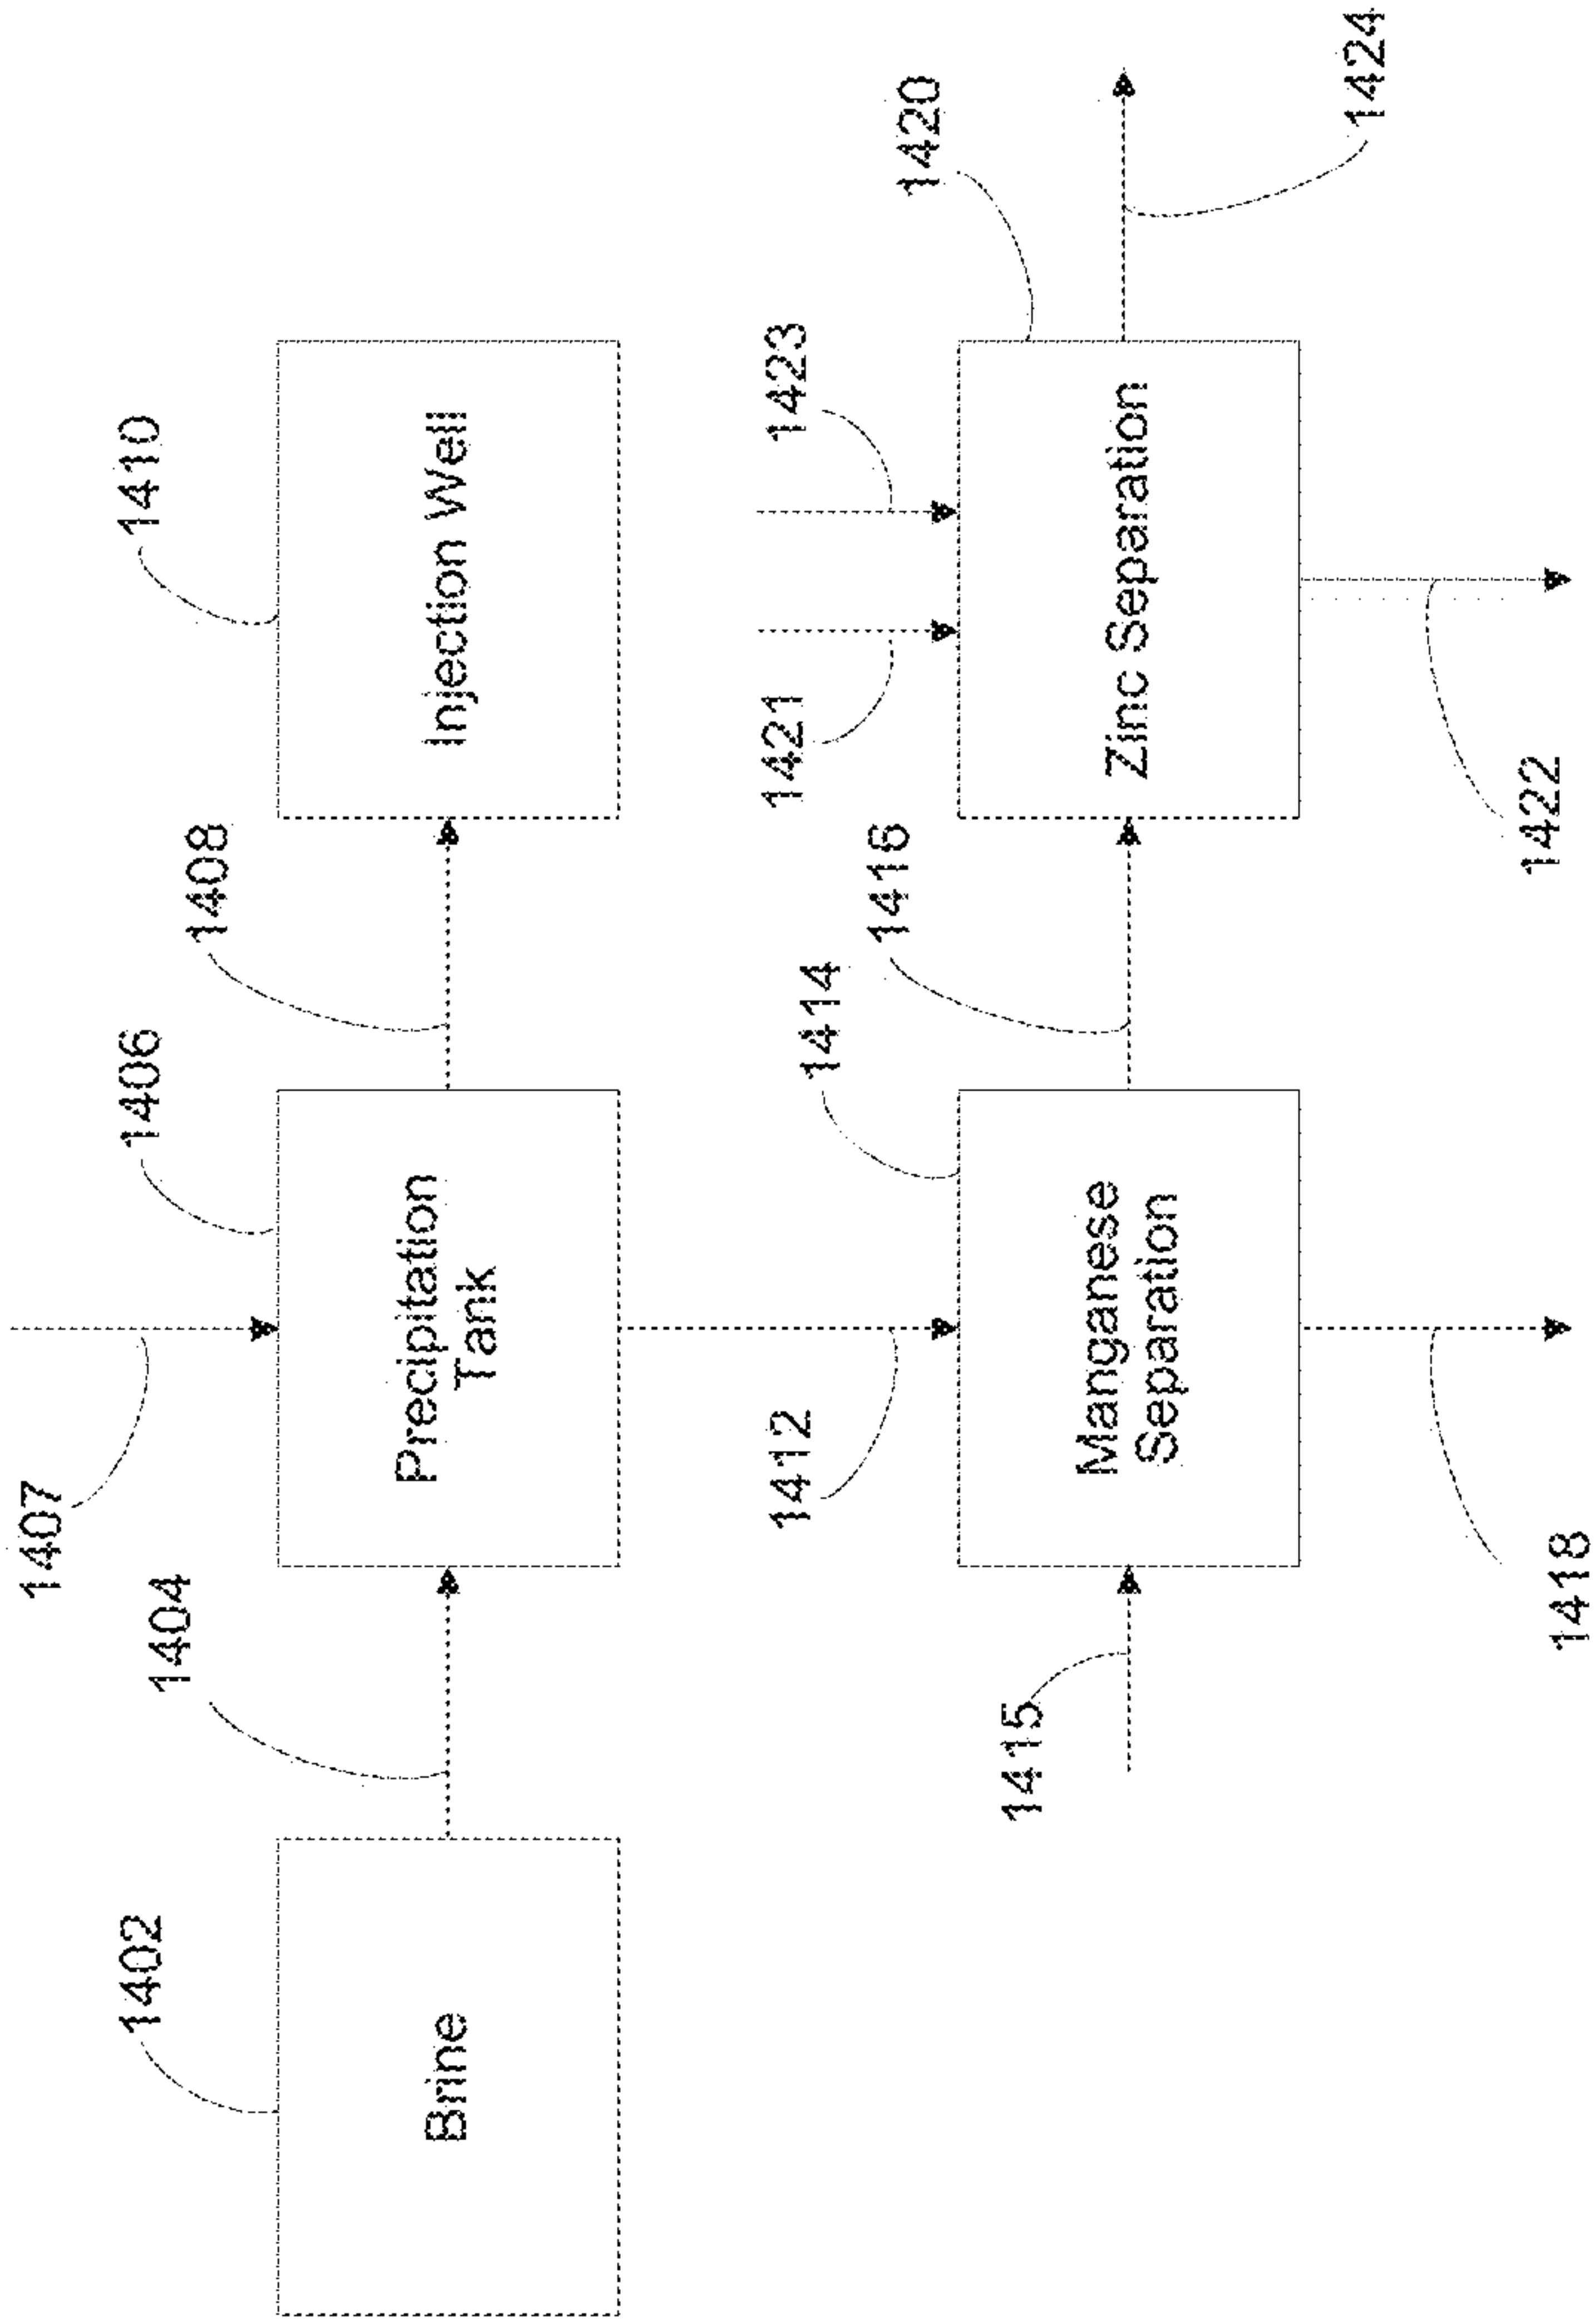 1407
1402
1404
1406
1408
1410
Brine
Precipitation
Tank
Injection Well
1412
1414
1416
1421
1423
1420
1415
Manganese
Separation
Zinc Separation
1418
1422
1424